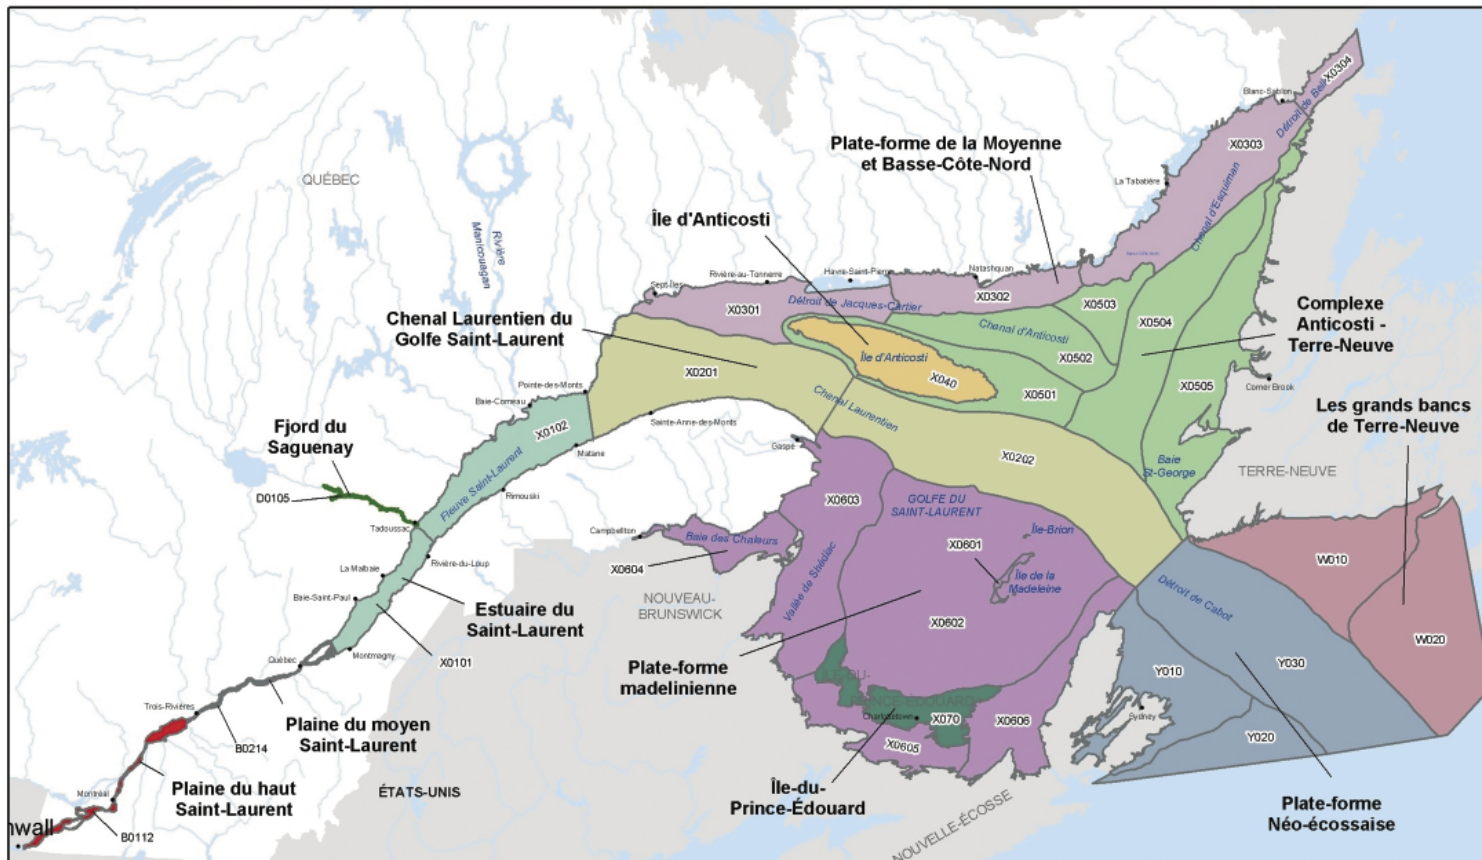 X0304
Blanc-Sablon
Détroit de Bell
X0303
Plate-forme de la Moyenne
et Basse-Côte-Nord
La Tabatière
QUÉBEC
Chenal d'Esquiman
Île d'Anticosti
Rivière
Manicouagan
Rivière-au-Tonnerre
Havre-Saint-Pierre
Natashquan
Sept-Îles
X0301
Détroit de Jacques-Cartier
X0302
X0503
X0504
Complexe
Anticosti -
Terre-Neuve
Chenal Laurentien du
Golfe Saint-Laurent
Chenal d'Anticosti
X0502
Île d'Anticosti
X040
X0201
X0501
X0505
Corner Brook
Pointe-des-Monts
Baie-Comeau
Chenal Laurentien
Les grands bancs
de Terre-Neuve
Sainte-Anne-des-Monts
X0102
Fjord du
Saguenay
Gaspé
Matane
X0202
Baie
St-George
TERRE-NEUVE
Fleuve Saint-Laurent
D0105
Rimouski
X0603
GOLFE DU
SAINT-LAURENT
Tadoussac
Campbellton
Baie des Chaleurs
Île-Brion
X0601
X0604
Rivière-du-Loup
La Malbaie
W010
Détroit de Cabot
Île de la
Madeleine
Vallée de Shédiac
NOUVEAU-
BRUNSWICK
Baie-Saint-Paul
Estuaire du
Saint-Laurent
X0602
W020
Montmagny
X0101
Québec
Plate-forme
madelinienne
Y010
Y030
ÎLE-DU-
PRINCE-ÉDOUARD
Trois-Rivières
Plaine du moyen
Saint-Laurent
B0214
Charlottetown
X070
X0606
Sydney
Y020
X0605
Plaine du haut
Saint-Laurent
ÉTATS-UNIS
Île-du-
Prince-Édouard
Montréal
Plate-forme
Néo-écossaise
nwall
B0112
NOUVELLE-ÉCOSSE